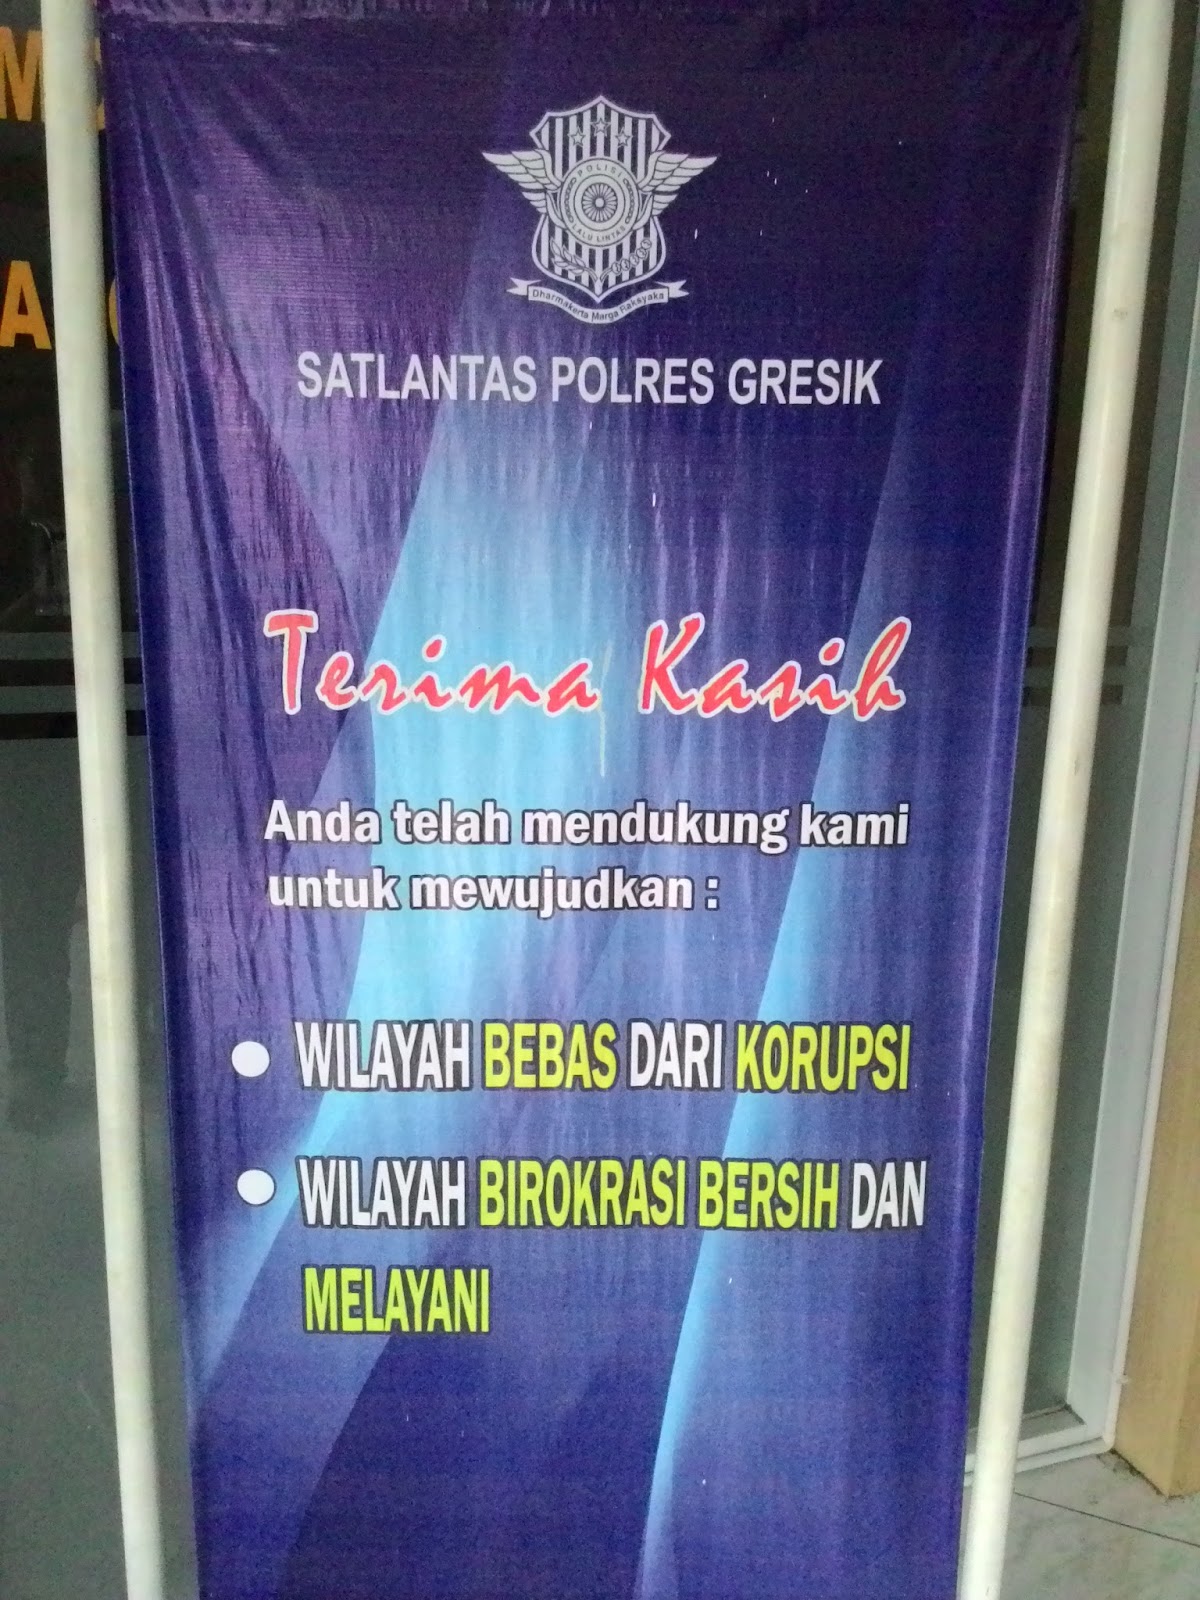 POLISI
LALU LINTAS
Dharmakerta Marga Raksyaka
SATLANTAS POLRES GRESIK
Terima Kasih
Anda telah mendukung kami
untuk mewujudkan :
WILAYAH BEBAS DARI KORUPSI
WILAYAH BIROKRASI BERSIH DAN
MELAYANI